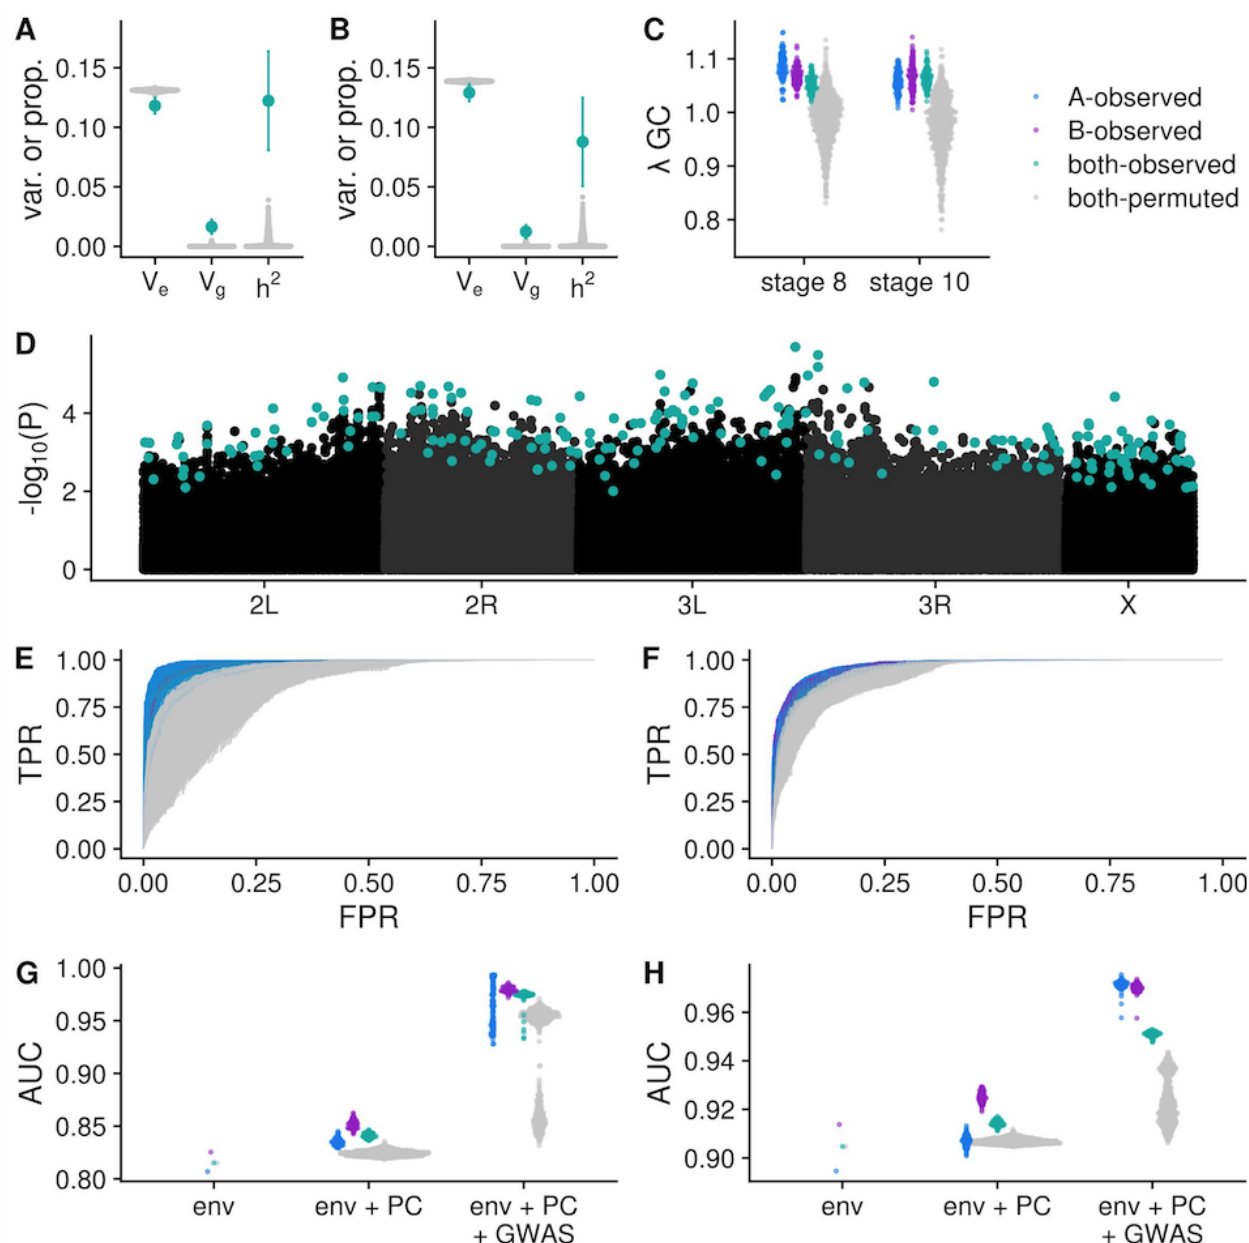 A
var. or prop.
0.15
0.10
0.05
0.00
Ve
Vg
h²
B
var. or prop.
0.15
0.10
0.05
0.00
Ve
Vg
h²
C
λ GC
1.1
1.0
0.9
0.8
stage 8
stage 10
A-observed
B-observed
both-observed
both-permuted
D
-log10(P)
4
2
0
2L
2R
3L
3R
X
E
TPR
1.00
0.75
0.50
0.25
0.00
0.00
0.25
0.50
0.75
1.00
FPR
F
TPR
1.00
0.75
0.50
0.25
0.00
0.00
0.25
0.50
0.75
1.00
FPR
G
AUC
1.00
0.95
0.90
0.85
0.80
env
env + PC
env + PC
+ GWAS
H
AUC
0.96
0.94
0.92
0.90
env
env + PC
env + PC
+ GWAS